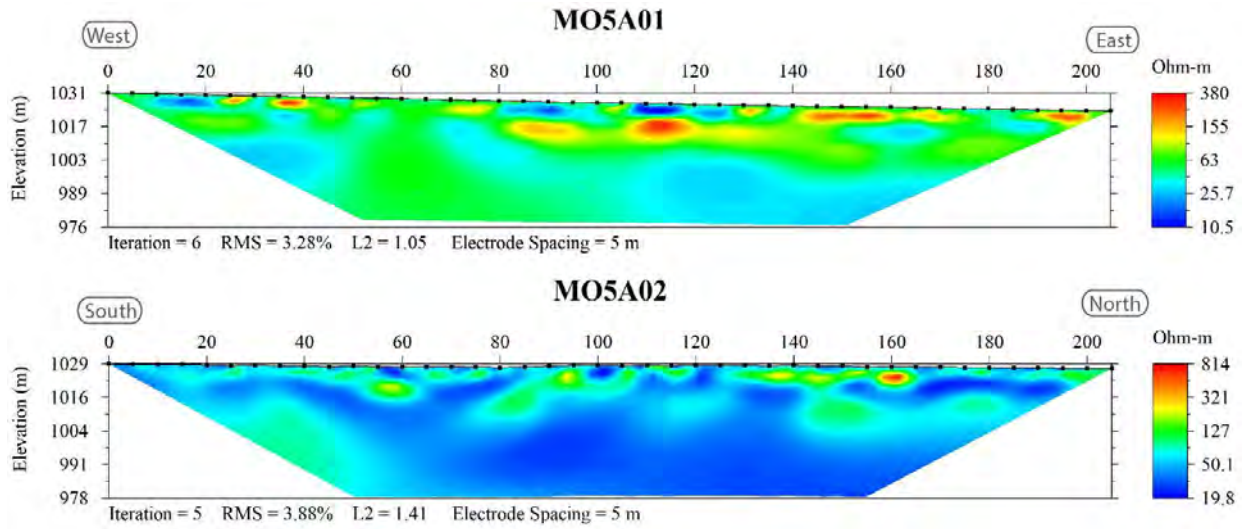 MO5A01
West East
0 20 40 60 80 100 120 140 160 180 200
Ohm-m
Elevation (m)
1031 380
1017 155
1003 63
989 25.7
976 10.5
Iteration = 6 RMS = 3.28% L2 = 1.05 Electrode Spacing = 5 m
MO5A02
South North
0 20 40 60 80 100 120 140 160 180 200
Ohm-m
Elevation (m)
1029 814
1016 321
1004 127
991 50.1
978 19.8
Iteration = 5 RMS = 3.88% L2 = 1.41 Electrode Spacing = 5 m